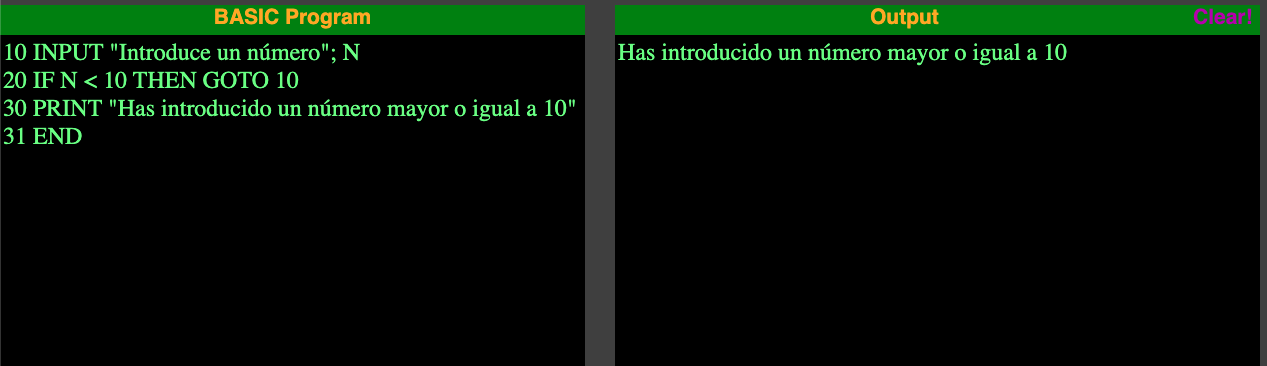 BASIC Program
10 INPUT "Introduce un número"; N
20 IF N < 10 THEN GOTO 10
30 PRINT "Has introducido un número mayor o igual a 10"
31 END
Output
Clear!
Has introducido un número mayor o igual a 10